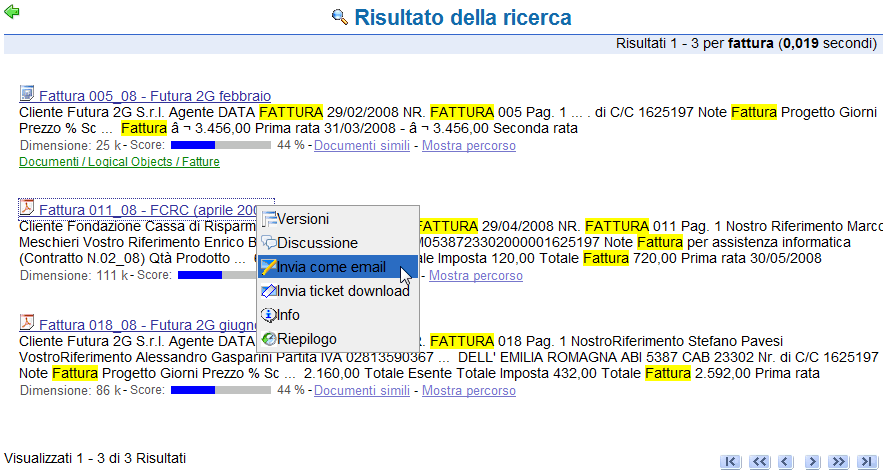 Risultato della ricerca
Risultati 1 - 3 per fattura (0,019 secondi)
Fattura 005_08 - Futura 2G febbraio
Cliente Futura 2G S.r.l. Agente DATA FATTURA 29/02/2008 NR. FATTURA 005 Pag. 1 ... . di C/C 1625197 Note Fattura Progetto Giorni
Prezzo % Sc ... Fattura â ¬ 3.456,00 Prima rata 31/03/2008 - â ¬ 3.456,00 Seconda rata
Dimensione: 25 k - Score: 44 % - Documenti simili - Mostra percorso
Documenti / Logical Objects / Fatture
Fattura 011_08 - FCRC (aprile 200
Cliente Fondazione Cassa di Risparm FATTURA 29/04/2008 NR. FATTURA 011 Pag. 1 Nostro Riferimento Marco
Meschieri Vostro Riferimento Enrico B M0538723302000001625197 Note Fattura per assistenza informatica
(Contratto N.02_08) Qtà Prodotto ... ale Imposta 120,00 Totale Fattura 720,00 Prima rata 30/05/2008
Dimensione: 111 k - Score: - Mostra percorso
Versioni
Discussione
Invia come email
Invia ticket download
Info
Riepilogo
Fattura 018_08 - Futura 2G giugno
Cliente Futura 2G S.r.l. Agente DATA R. FATTURA 018 Pag. 1 NostroRiferimento Stefano Pavesi
VostroRiferimento Alessandro Gasparini Partita IVA 02813590367 ... DELL' EMILIA ROMAGNA ABI 5387 CAB 23302 Nr. di C/C 1625197
Note Fattura Progetto Giorni Prezzo % Sc ... 2.160,00 Totale Esente Totale Imposta 432,00 Totale Fattura 2.592,00 Prima rata
Dimensione: 86 k - Score: 44 % - Documenti simili - Mostra percorso
Visualizzati 1 - 3 di 3 Risultati